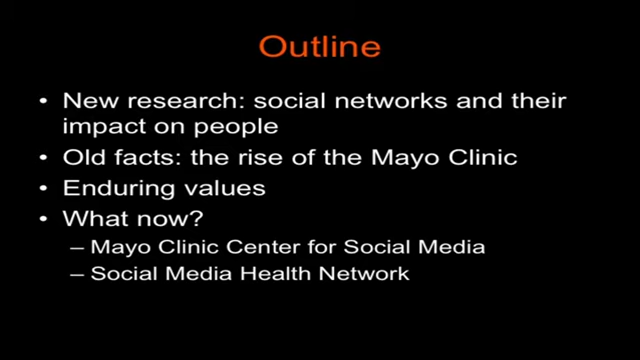 Outline
• New research: social networks and their
impact on people
• Old facts: the rise of the Mayo Clinic
• Enduring values
• What now?
– Mayo Clinic Center for Social Media
– Social Media Health Network